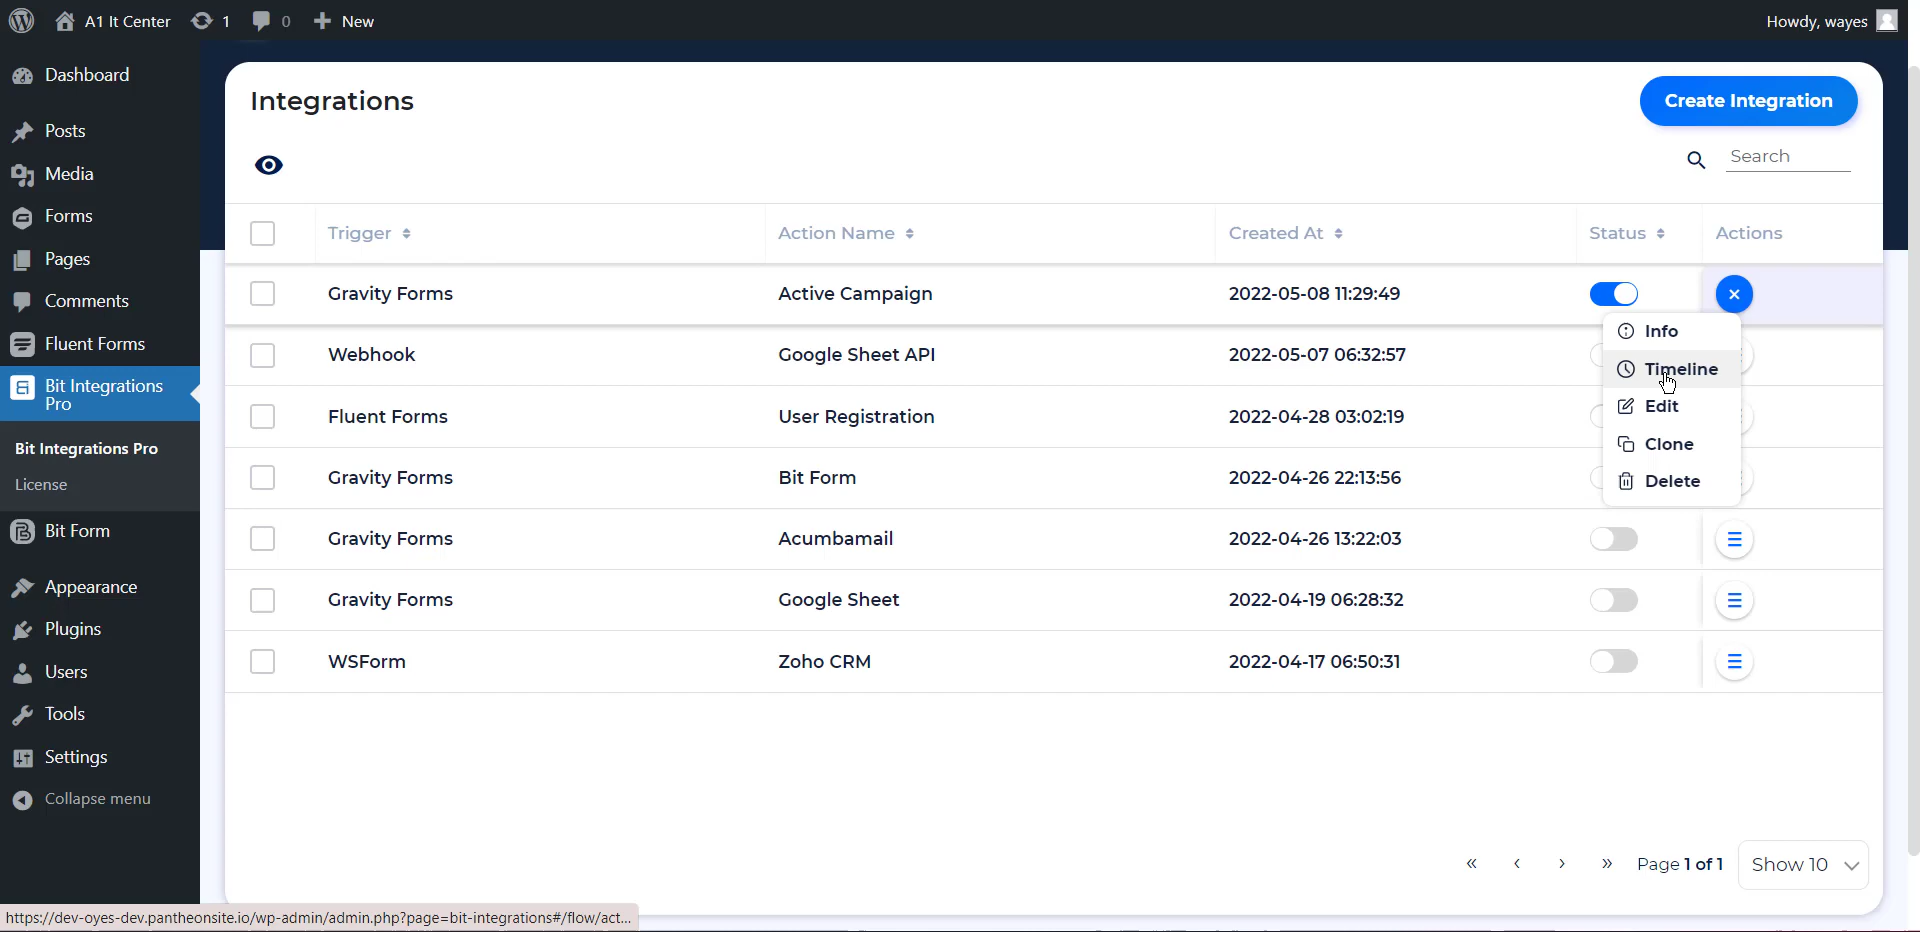 A1 It Center 1 0 New Howdy, wayes
Dashboard
Posts
Media
Forms
Pages
Comments
Fluent Forms
Bit Integrations
Pro
Bit Integrations Pro
License
Bit Form
Appearance
Plugins
Users
Tools
Settings
Collapse menu
Integrations
Create Integration
Search
Trigger Action Name Created At Status Actions
Gravity Forms Active Campaign 2022-05-08 11:29:49
Webhook Google Sheet API 2022-05-07 06:32:57
Fluent Forms User Registration 2022-04-28 03:02:19
Gravity Forms Bit Form 2022-04-26 22:13:56
Gravity Forms Acumbamail 2022-04-26 13:22:03
Gravity Forms Google Sheet 2022-04-19 06:28:32
WSForm Zoho CRM 2022-04-17 06:50:31
Info
Timeline
Edit
Clone
Delete
« ‹ › » Page 1 of 1 Show 10
https://dev-oyes-dev.pantheonsite.io/wp-admin/admin.php?page=bit-integrations#/flow/act...